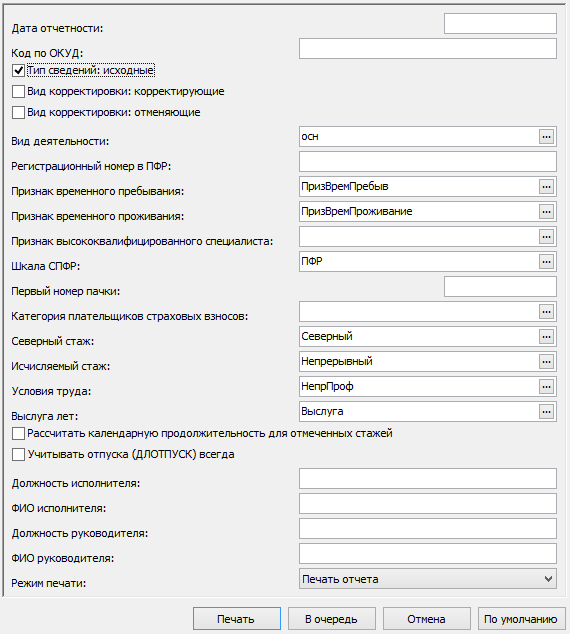 Дата отчетности:
Код по ОКУД:
Тип сведений: исходные
Вид корректировки: корректирующие
Вид корректировки: отменяющие
Вид деятельности: осн ...
Регистрационный номер в ПФР:
Признак временного пребывания: ПризВремПребыв ...
Признак временного проживания: ПризВремПроживание ...
Признак высококвалифицированного специалиста: ...
Шкала СПФР: ПФР ...
Первый номер пачки:
Категория плательщиков страховых взносов: ...
Северный стаж: Северный ...
Исчисляемый стаж: Непрерывный ...
Условия труда: НепрПроф ...
Выслуга лет: Выслуга ...
Рассчитать календарную продолжительность для отмеченных стажей
Учитывать отпуска (ДЛОТПУСК) всегда
Должность исполнителя:
ФИО исполнителя:
Должность руководителя:
ФИО руководителя:
Режим печати: Печать отчета
Печать В очередь Отмена По умолчанию